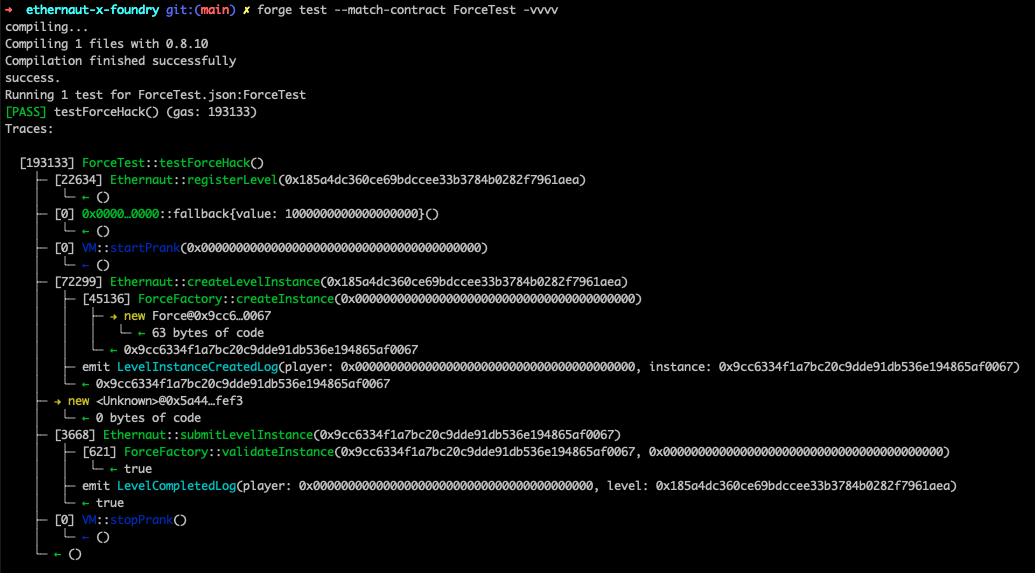 → ethernaut-x-foundry git:(main) ✗ forge test --match-contract ForceTest -vvvv
compiling...
Compiling 1 files with 0.8.10
Compilation finished successfully
success.
Running 1 test for ForceTest.json:ForceTest
[PASS] testForceHack() (gas: 193133)
Traces:
[193133] ForceTest::testForceHack()
├─ [22634] Ethernaut::registerLevel(0x185a4dc360ce69bdccee33b3784b0282f7961aea)
│ └─ ← ()
├─ [0] 0x0000…0000::fallback{value: 1000000000000000000}()
│ └─ ← ()
├─ [0] VM::startPrank(0x0000000000000000000000000000000000000000)
│ └─ ← ()
├─ [72299] Ethernaut::createLevelInstance(0x185a4dc360ce69bdccee33b3784b0282f7961aea)
│ ├─ [45136] ForceFactory::createInstance(0x0000000000000000000000000000000000000000)
│ │ ├─ → new Force@0x9cc6…0067
│ │ │ └─ ← 63 bytes of code
│ │ └─ ← 0x9cc6334f1a7bc20c9dde91db536e194865af0067
│ ├─ emit LevelInstanceCreatedLog(player: 0x0000000000000000000000000000000000000000, instance: 0x9cc6334f1a7bc20c9dde91db536e194865af0067)
│ └─ ← 0x9cc6334f1a7bc20c9dde91db536e194865af0067
├─ → new <Unknown>@0x5a44…fef3
│ └─ ← 0 bytes of code
├─ [3668] Ethernaut::submitLevelInstance(0x9cc6334f1a7bc20c9dde91db536e194865af0067)
│ ├─ [621] ForceFactory::validateInstance(0x9cc6334f1a7bc20c9dde91db536e194865af0067, 0x0000000000000000000000000000000000000000)
│ │ └─ ← true
│ ├─ emit LevelCompletedLog(player: 0x0000000000000000000000000000000000000000, level: 0x185a4dc360ce69bdccee33b3784b0282f7961aea)
│ └─ ← true
├─ [0] VM::stopPrank()
│ └─ ← ()
└─ ← ()